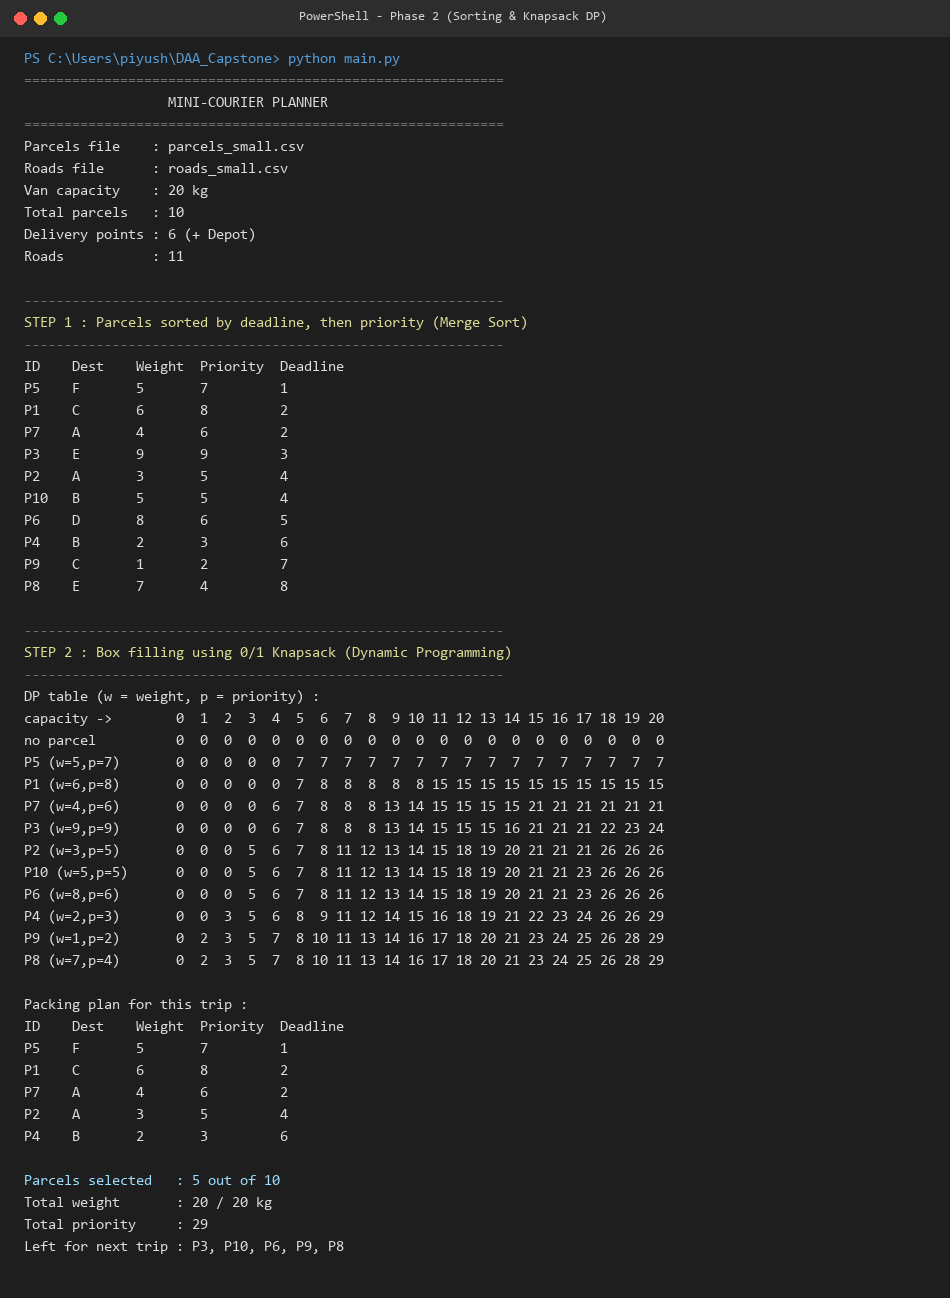 PowerShell - Phase 2 (Sorting & Knapsack DP)
PS C:\Users\piyush\DAA_Capstone> python main.py
============================================================
                  MINI-COURIER PLANNER
============================================================
Parcels file    : parcels_small.csv
Roads file      : roads_small.csv
Van capacity    : 20 kg
Total parcels   : 10
Delivery points : 6 (+ Depot)
Roads           : 11
------------------------------------------------------------
STEP 1 : Parcels sorted by deadline, then priority (Merge Sort)
------------------------------------------------------------
ID    Dest    Weight  Priority  Deadline
P5    F       5       7         1
P1    C       6       8         2
P7    A       4       6         2
P3    E       9       9         3
P2    A       3       5         4
P10   B       5       5         4
P6    D       8       6         5
P4    B       2       3         6
P9    C       1       2         7
P8    E       7       4         8
------------------------------------------------------------
STEP 2 : Box filling using 0/1 Knapsack (Dynamic Programming)
------------------------------------------------------------
DP table (w = weight, p = priority) :
capacity ->        0  1  2  3  4  5  6  7  8  9 10 11 12 13 14 15 16 17 18 19 20
no parcel          0  0  0  0  0  0  0  0  0  0  0  0  0  0  0  0  0  0  0  0  0
P5 (w=5,p=7)       0  0  0  0  0  7  7  7  7  7  7  7  7  7  7  7  7  7  7  7  7
P1 (w=6,p=8)       0  0  0  0  0  7  8  8  8  8  8 15 15 15 15 15 15 15 15 15 15
P7 (w=4,p=6)       0  0  0  0  6  7  8  8  8 13 14 15 15 15 15 21 21 21 21 21 21
P3 (w=9,p=9)       0  0  0  0  6  7  8  8  8 13 14 15 15 15 16 21 21 21 22 23 24
P2 (w=3,p=5)       0  0  0  5  6  7  8 11 12 13 14 15 18 19 20 21 21 21 26 26 26
P10 (w=5,p=5)      0  0  0  5  6  7  8 11 12 13 14 15 18 19 20 21 21 23 26 26 26
P6 (w=8,p=6)       0  0  0  5  6  7  8 11 12 13 14 15 18 19 20 21 21 23 26 26 26
P4 (w=2,p=3)       0  0  3  5  6  8  9 11 12 14 15 16 18 19 21 22 23 24 26 26 29
P9 (w=1,p=2)       0  2  3  5  7  8 10 11 13 14 16 17 18 20 21 23 24 25 26 28 29
P8 (w=7,p=4)       0  2  3  5  7  8 10 11 13 14 16 17 18 20 21 23 24 25 26 28 29
Packing plan for this trip :
ID    Dest    Weight  Priority  Deadline
P5    F       5       7         1
P1    C       6       8         2
P7    A       4       6         2
P2    A       3       5         4
P4    B       2       3         6
Parcels selected   : 5 out of 10
Total weight       : 20 / 20 kg
Total priority     : 29
Left for next trip : P3, P10, P6, P9, P8